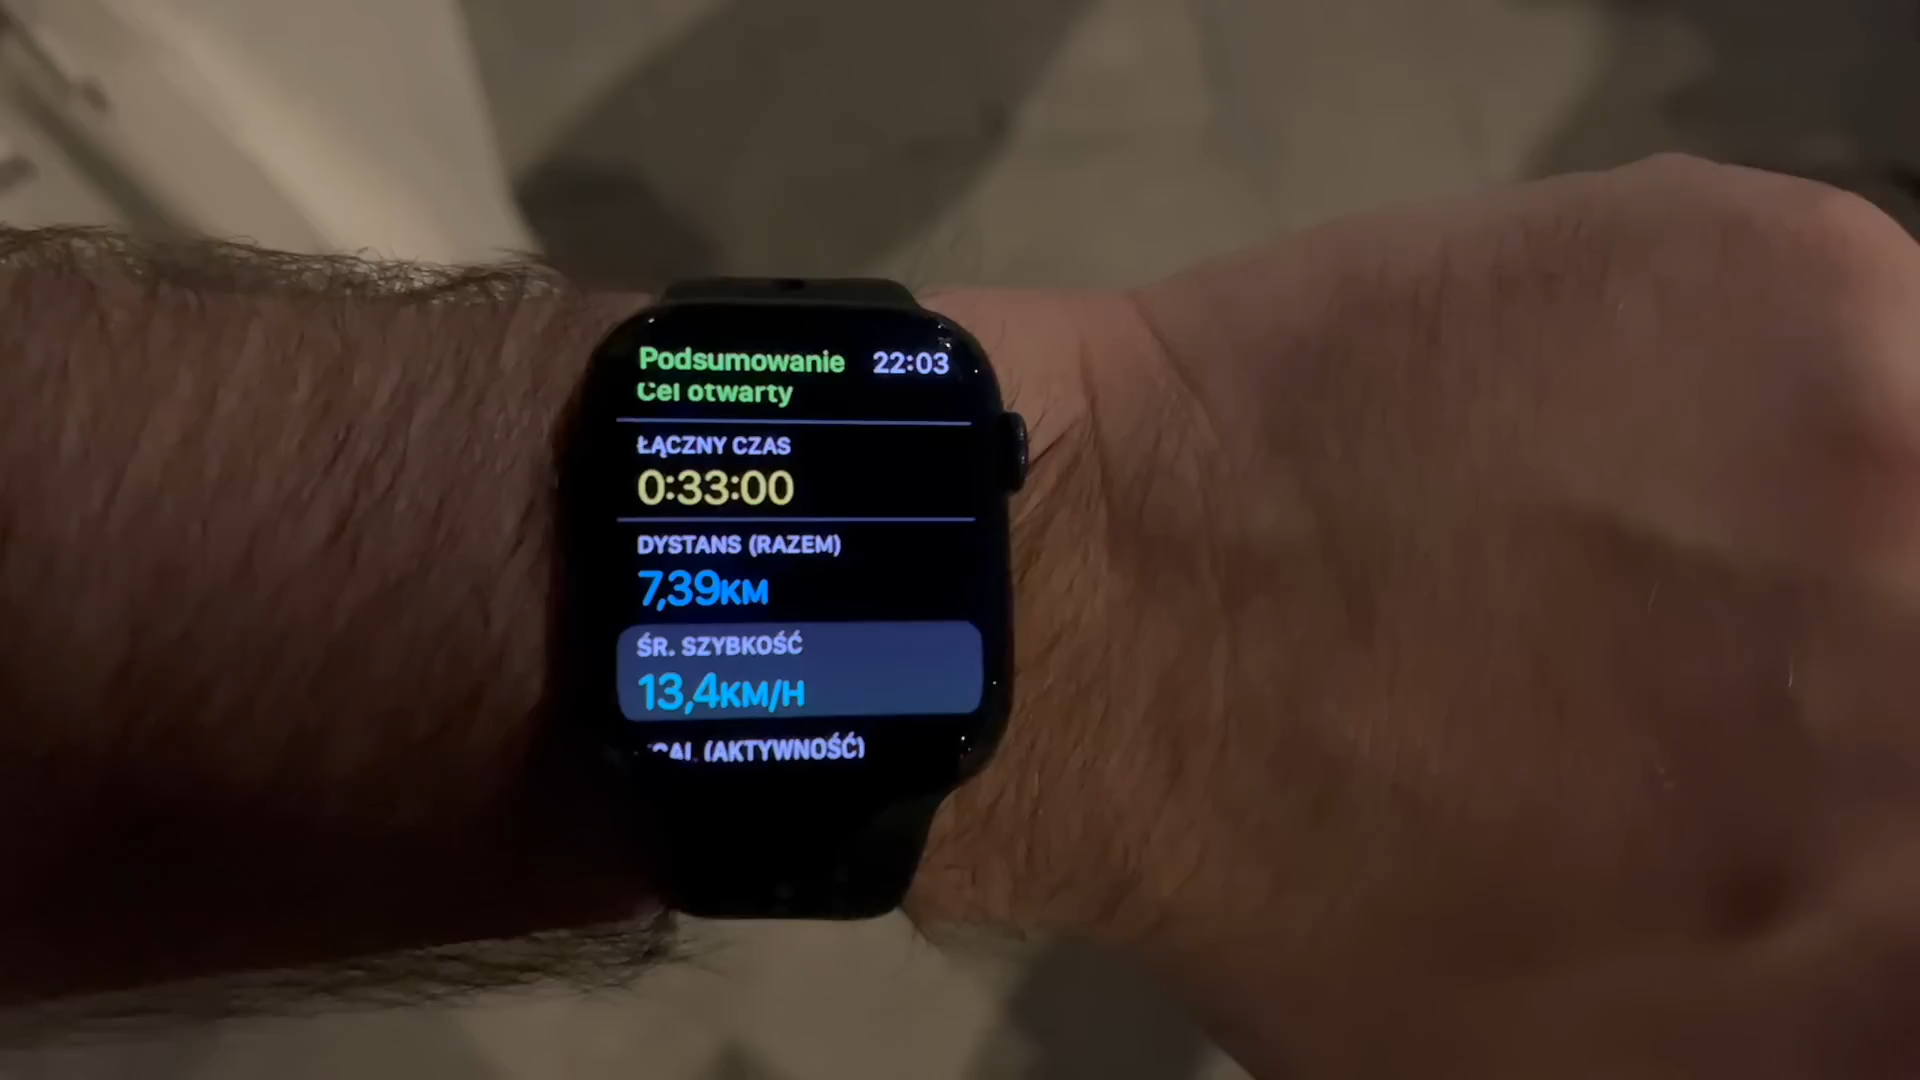 Podsumowanie 22:03
Cel otwarty
ŁĄCZNY CZAS
0:33:00
DYSTANS (RAZEM)
7,39KM
ŚR. SZYBKOŚĆ
13,4KM/H
(AKTYWNOŚĆ)